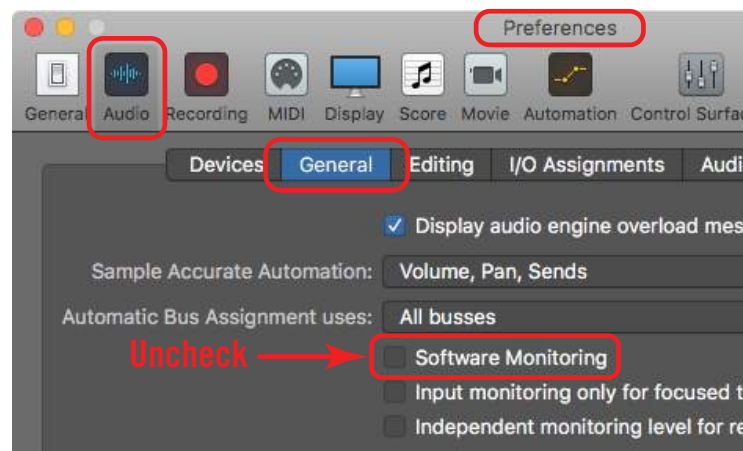 Preferences
General Audio Recording MIDI Display Score Movie Automation Control Surfac
Devices General Editing I/O Assignments Audi
Display audio engine overload mes
Sample Accurate Automation: Volume, Pan, Sends
Automatic Bus Assignment uses: All busses
Uncheck Software Monitoring
Input monitoring only for focused t
Independent monitoring level for re